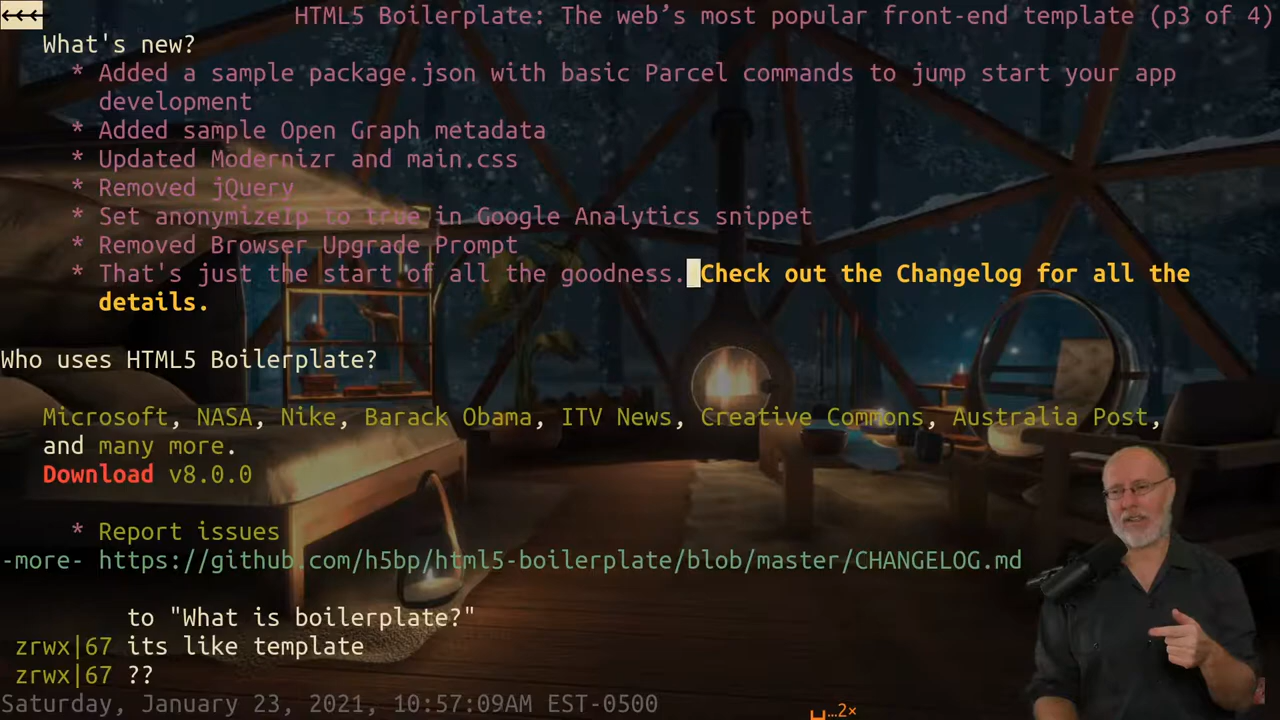 ←←← HTML5 Boilerplate: The web’s most popular front-end template (p3 of 4)
What's new?
* Added a sample package.json with basic Parcel commands to jump start your app
development
* Added sample Open Graph metadata
* Updated Modernizr and main.css
* Removed jQuery
* Set anonymizeIp to true in Google Analytics snippet
* Removed Browser Upgrade Prompt
* That's just the start of all the goodness. Check out the Changelog for all the
details.
Who uses HTML5 Boilerplate?
Microsoft, NASA, Nike, Barack Obama, ITV News, Creative Commons, Australia Post,
and many more.
Download v8.0.0
* Report issues
-more- https://github.com/h5bp/html5-boilerplate/blob/master/CHANGELOG.md
to "What is boilerplate?"
zrwx|67 its like template
zrwx|67 ??
Saturday, January 23, 2021, 10:57:09AM EST-0500
…2×